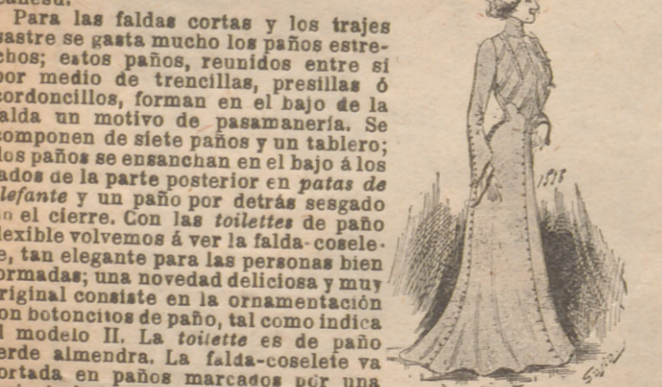 Para las faldas cortas y los trajes
sastre se gasta mucho los paños estre-
chos; estos paños, reunidos entre si
por medio de trencillas, presillas ó
cordoncillos, forman en el bajo de la
falda un motivo de pasamanería. Se
componen de siete paños y un tablero;
los paños se ensanchan en el bajo á los
lados de la parte posterior en patas de
elefante y un paño por detrás sesgado
en el cierre. Con las toilettes de paño
flexible volvemos á ver la falda-cosele-
te, tan elegante para las personas bien
formadas; una novedad deliciosa y muy
original consiste en la ornamentación
con botoncitos de paño, tal como indica
el modelo II. La toilette es de paño
verde almendra. La falda-coselete va
cortada en paños marcados por una